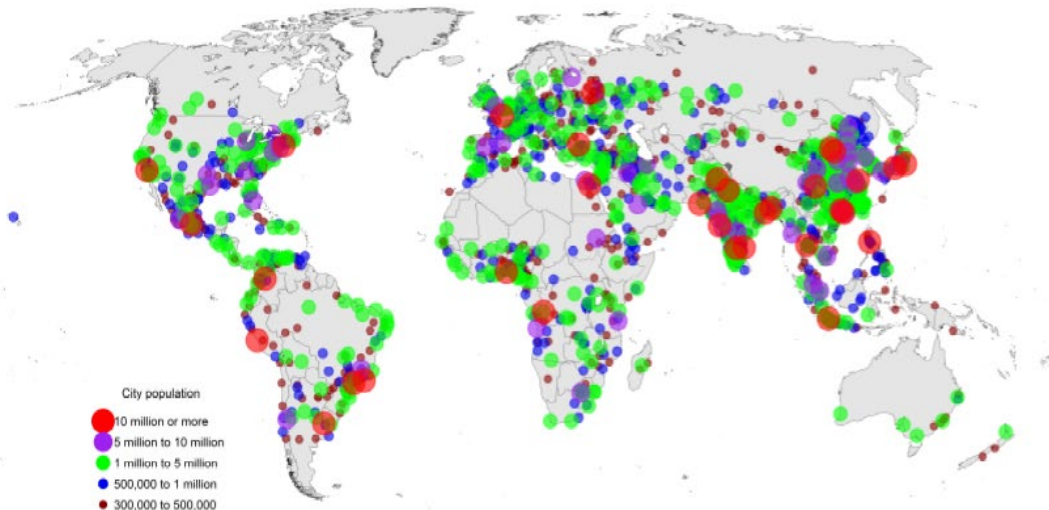 City population
10 million or more
5 million to 10 million
1 million to 5 million
500,000 to 1 million
300,000 to 500.000